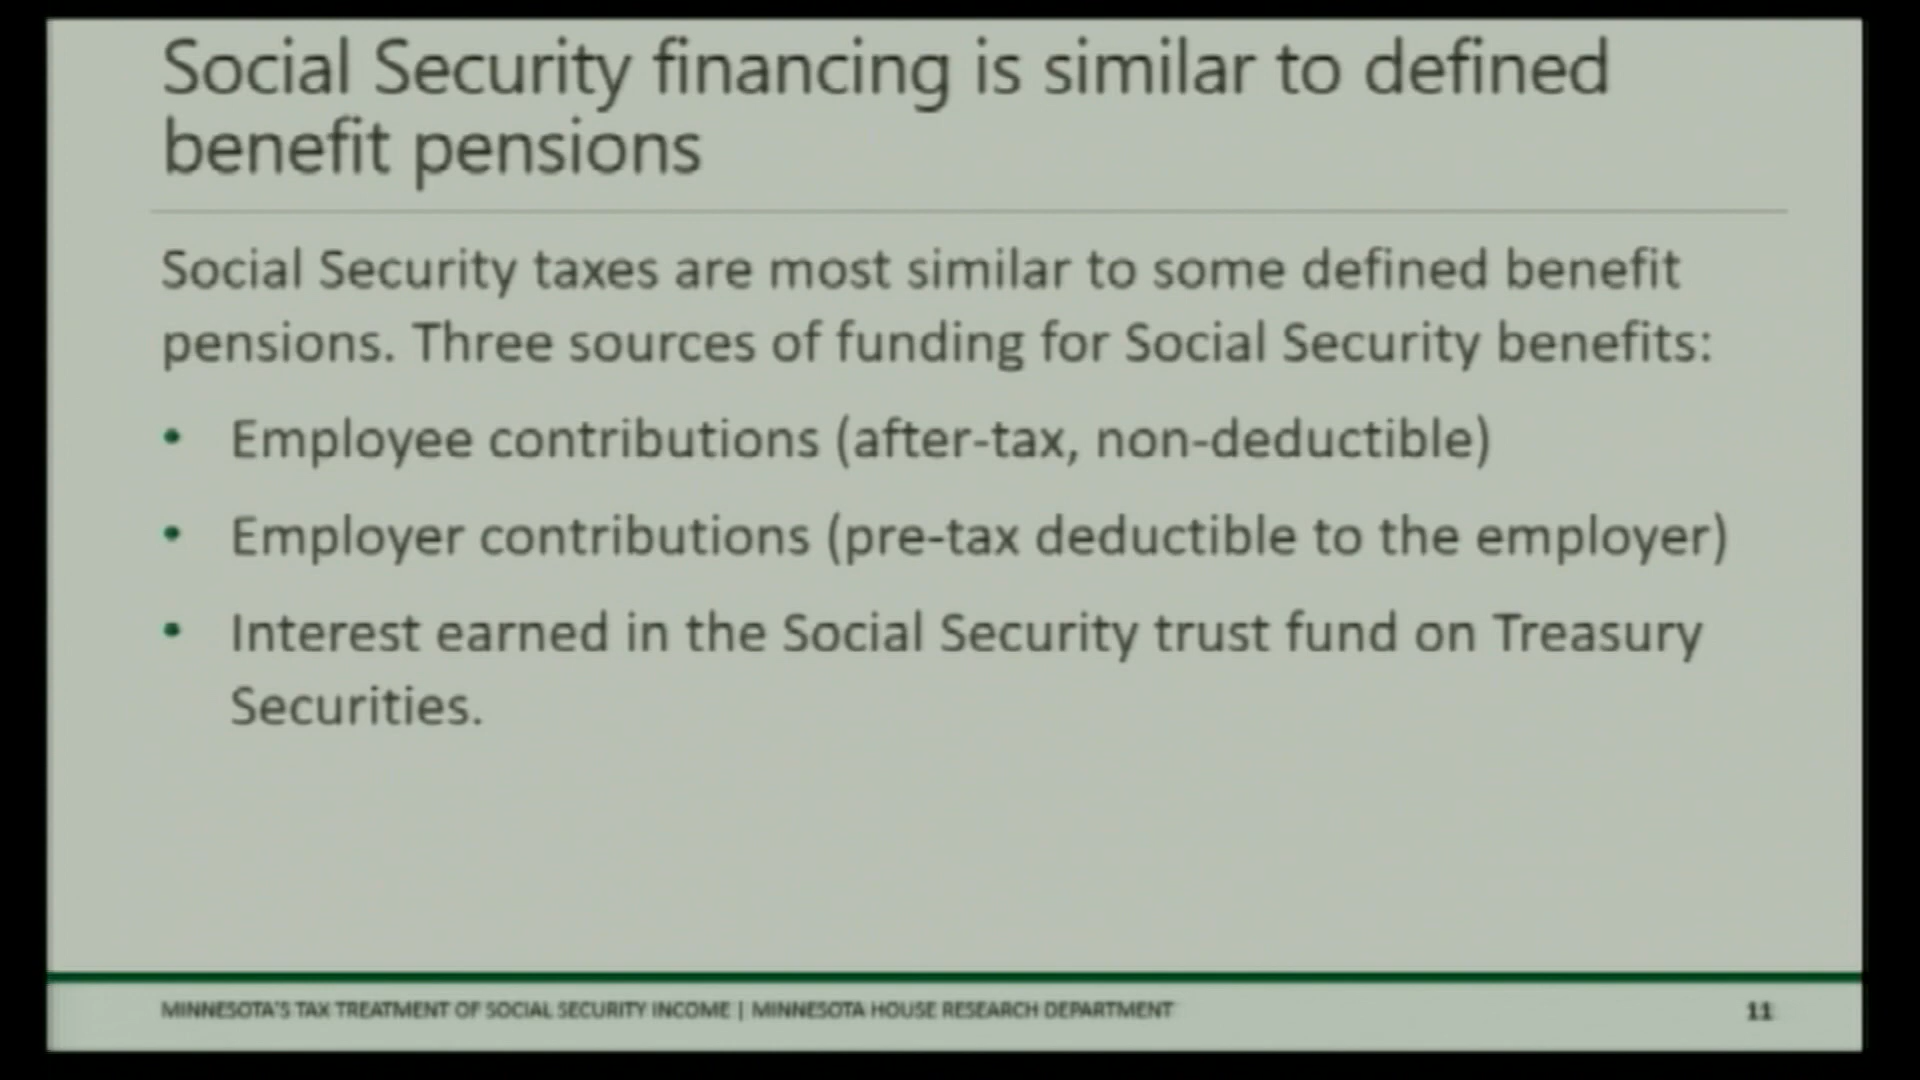 Social Security financing is similar to defined
benefit pensions
Social Security taxes are most similar to some defined benefit
pensions. Three sources of funding for Social Security benefits:
• Employee contributions (after-tax, non-deductible)
• Employer contributions (pre-tax deductible to the employer)
• Interest earned in the Social Security trust fund on Treasury
Securities.
MINNESOTA'S TAX TREATMENT OF SOCIAL SECURITY INCOME | MINNESOTA HOUSE RESEARCH DEPARTMENT
11